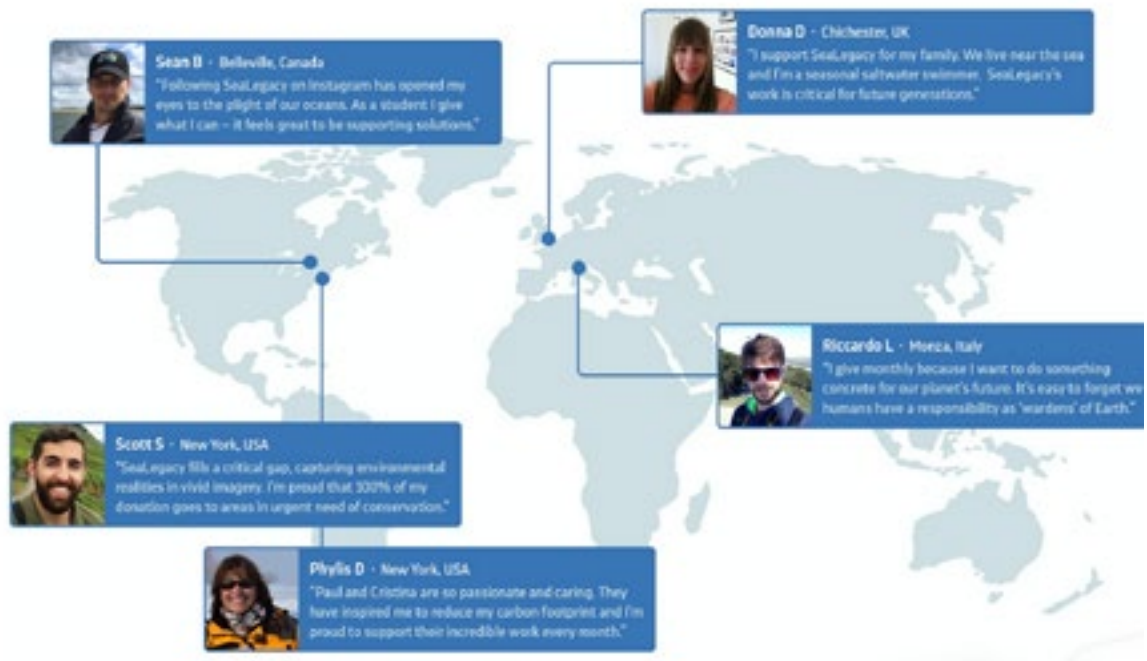 Sean B · Belleville, Canada
"Following SeaLegacy on Instagram has opened my
eyes to the plight of our oceans. As a student I give
what I can – it feels great to be supporting solutions."
Donna D · Chichester, UK
"I support SeaLegacy for my family. We live near the sea
and I'm a seasonal saltwater swimmer. SeaLegacy's
work is critical for future generations."
Riccardo L · Monza, Italy
"I give monthly because I want to do something
concrete for our planet's future. It's easy to forget we
humans have a responsibility as 'wardens' of Earth."
Scott S · New York, USA
"SeaLegacy fills a critical gap, capturing environmental
realities in vivid imagery. I'm proud that 100% of my
donation goes to areas in urgent need of conservation."
Phylis D · New York, USA
"Paul and Cristina are so passionate and caring. They
have inspired me to reduce my carbon footprint and I'm
proud to support their incredible work every month."